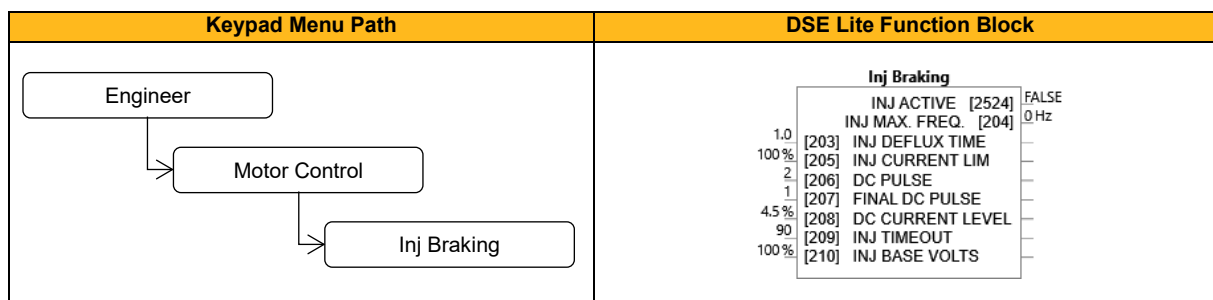 Keypad Menu Path
DSE Lite Function Block
Engineer
Motor Control
Inj Braking
Inj Braking
INJ ACTIVE [2524] FALSE
INJ MAX. FREQ. [204] 0 Hz
1.0 [203] INJ DEFLUX TIME
100 % [205] INJ CURRENT LIM
2 [206] DC PULSE
1 [207] FINAL DC PULSE
4.5 % [208] DC CURRENT LEVEL
90 [209] INJ TIMEOUT
100 % [210] INJ BASE VOLTS